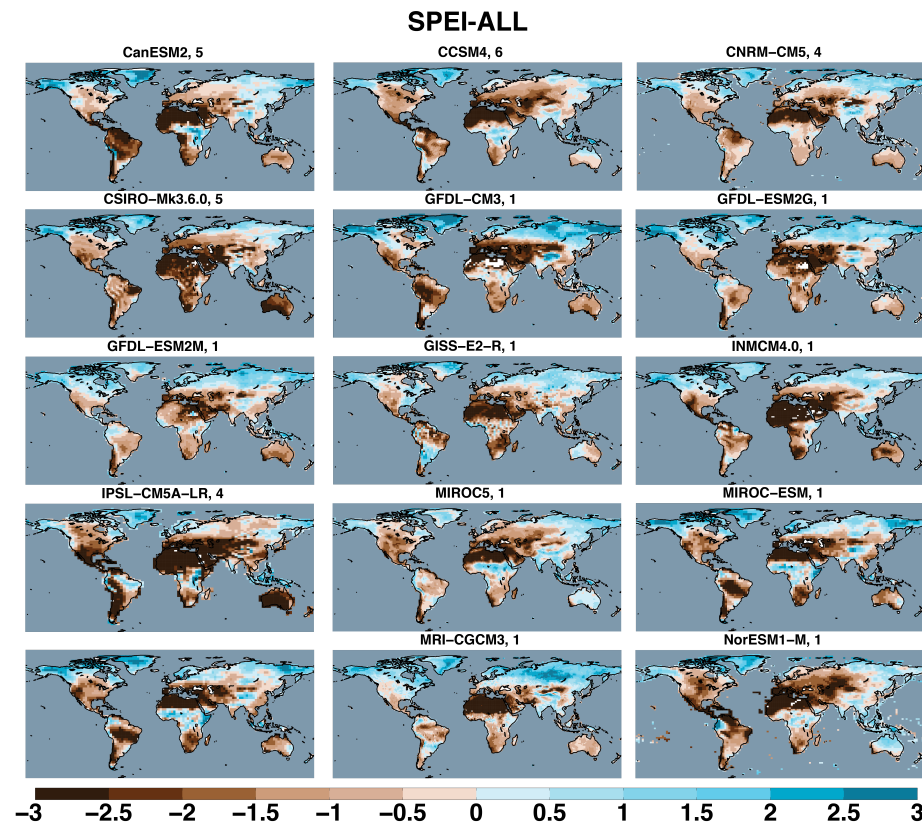 SPEI-ALL
CanESM2, 5
CCSM4, 6
CNRM−CM5, 4
CSIRO−Mk3.6.0, 5
GFDL−CM3, 1
GFDL−ESM2G, 1
GFDL−ESM2M, 1
GISS−E2−R, 1
INMCM4.0, 1
IPSL−CM5A−LR, 4
MIROC5, 1
MIROC−ESM, 1
MRI−CGCM3, 1
NorESM1−M, 1
−3 −2.5 −2 −1.5 −1 −0.5 0 0.5 1 1.5 2 2.5 3